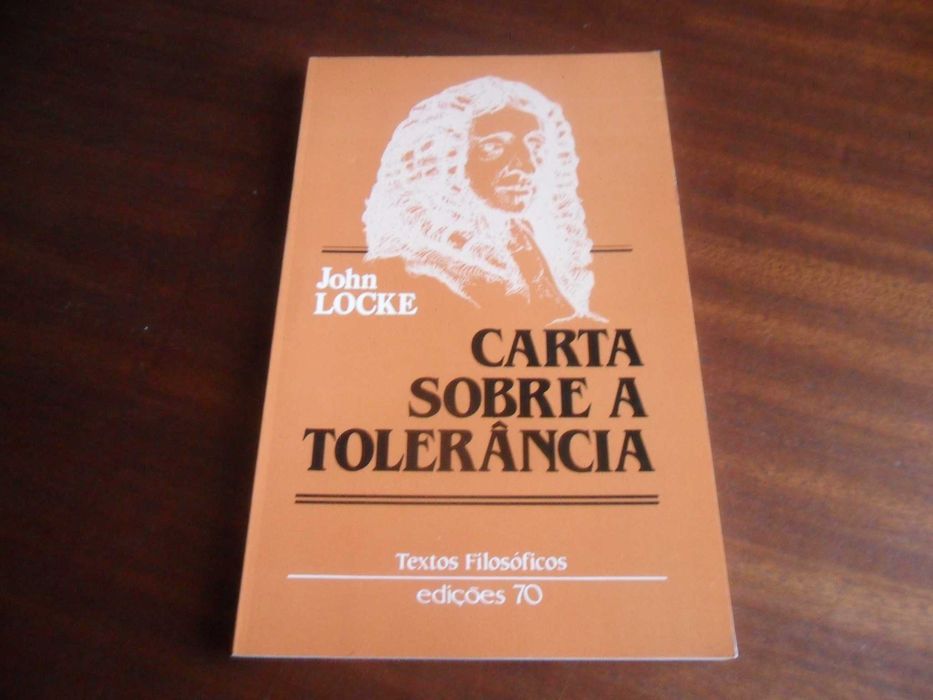 John
LOCKE
CARTA
SOBRE A
TOLERÂNCIA
Textos Filosóficos
edições 70